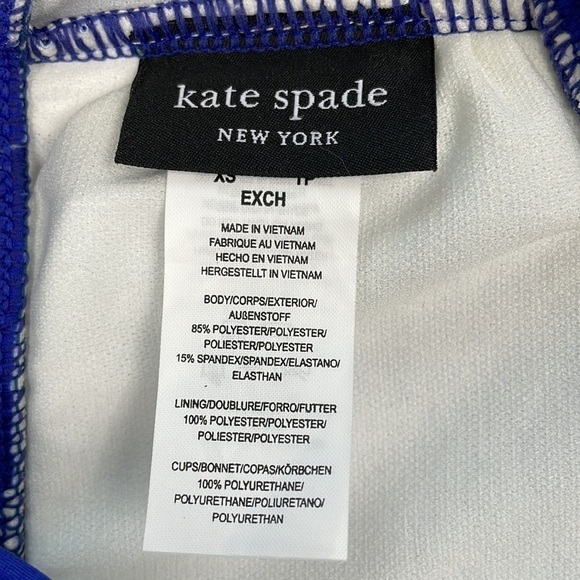 kate spade
NEW YORK
XS TP
EXCH
MADE IN VIETNAM
FABRIQUE AU VIETNAM
HECHO EN VIETNAM
HERGESTELLT IN VIETNAM
BODY/CORPS/EXTERIOR/
AUßENSTOFF
85% POLYESTER/POLYESTER/
POLIESTER/POLYESTER
15% SPANDEX/SPANDEX/ELASTANO/
ELASTHAN
LINING/DOUBLURE/FORRO/FUTTER
100% POLYESTER/POLYESTER/
POLIESTER/POLYESTER
CUPS/BONNET/COPAS/KÖRBCHEN
100% POLYURETHANE/
POLYURETHANE/POLIURETANO/
POLYURETHAN